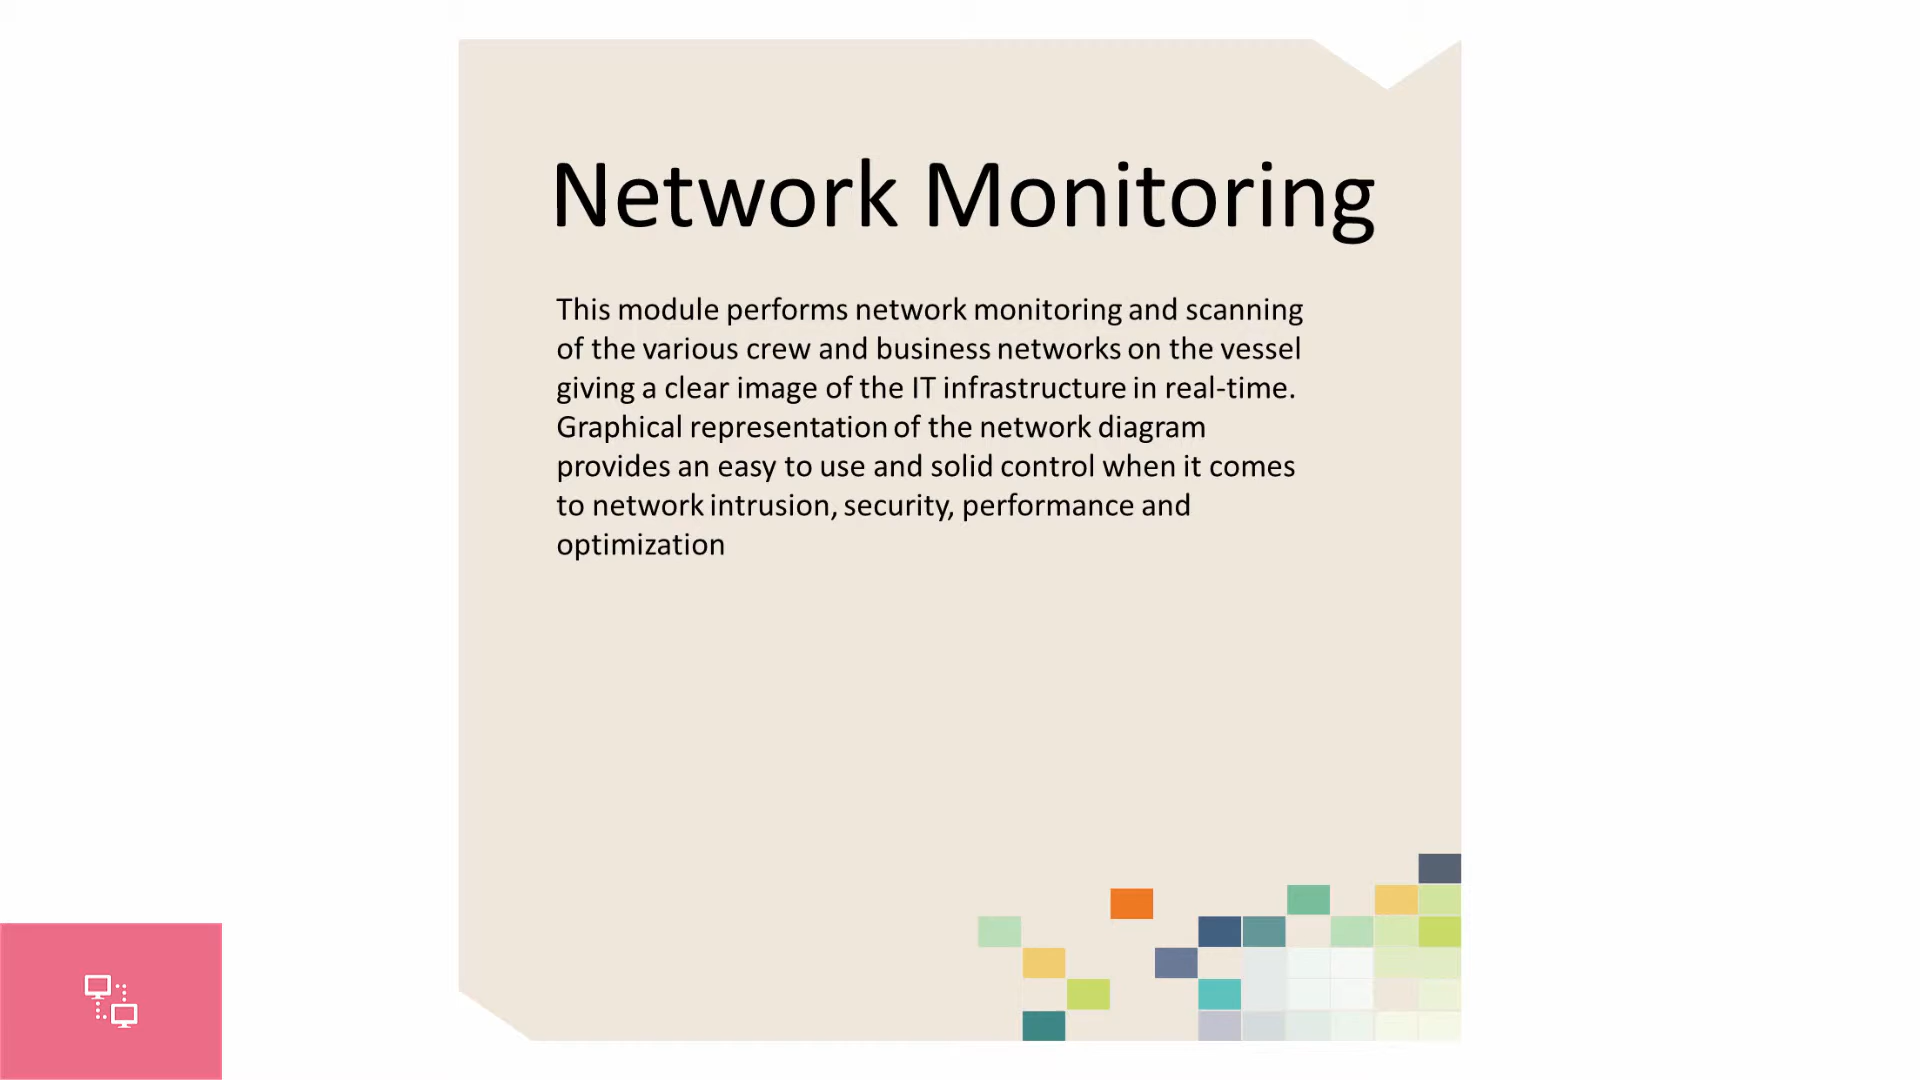 Network Monitoring
This module performs network monitoring and scanning
of the various crew and business networks on the vessel
giving a clear image of the IT infrastructure in real-time.
Graphical representation of the network diagram
provides an easy to use and solid control when it comes
to network intrusion, security, performance and
optimization